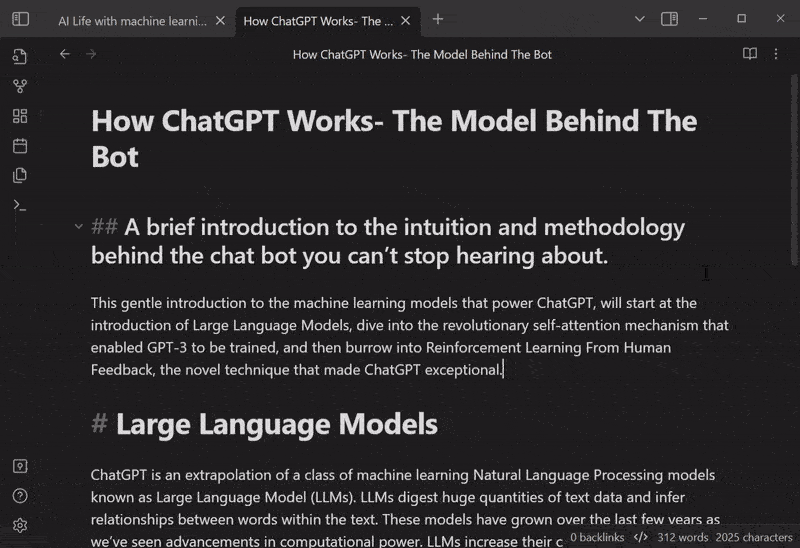 AI Life with machine learni...
How ChatGPT Works- The ...
How ChatGPT Works- The Model Behind The Bot
How ChatGPT Works- The Model Behind The
Bot
## A brief introduction to the intuition and methodology
behind the chat bot you can’t stop hearing about.
This gentle introduction to the machine learning models that power ChatGPT, will start at the
introduction of Large Language Models, dive into the revolutionary self-attention mechanism that
enabled GPT-3 to be trained, and then burrow into Reinforcement Learning From Human
Feedback, the novel technique that made ChatGPT exceptional.
# Large Language Models
ChatGPT is an extrapolation of a class of machine learning Natural Language Processing models
known as Large Language Model (LLMs). LLMs digest huge quantities of text data and infer
relationships between words within the text. These models have grown over the last few years as
we’ve seen advancements in computational power. LLMs increase their c
0 backlinks </> 312 words 2025 characters